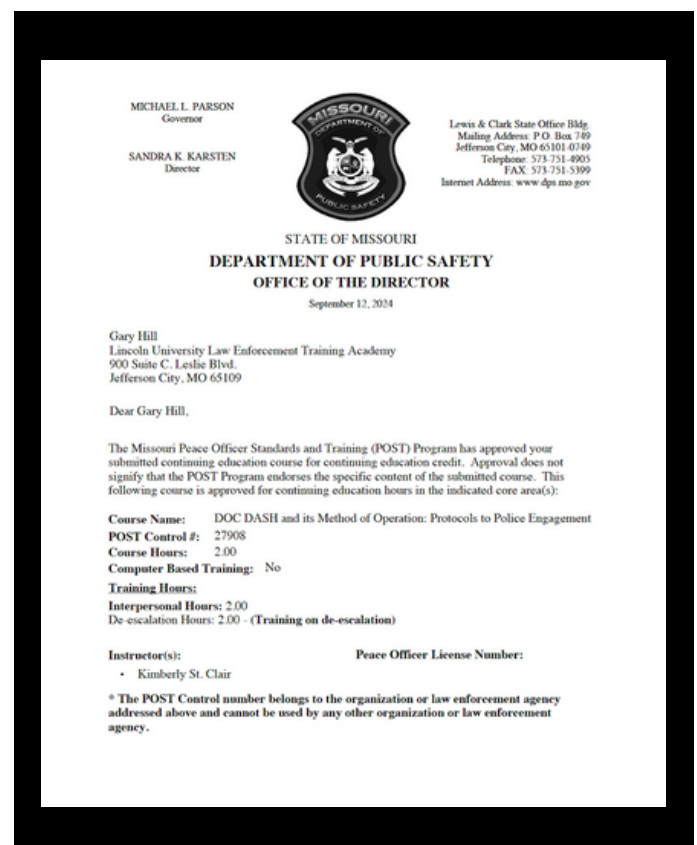 MICHAEL L. PARSON
Governor
SANDRA K. KARSTEN
Director
MISSOURI
DEPARTMENT OF
PUBLIC SAFETY
Lewis & Clark State Office Bldg.
Mailing Address: P.O. Box 749
Jefferson City, MO 65101-0749
Telephone: 573-751-4905
FAX: 573-751-5399
Internet Address: www.dps.mo.gov
STATE OF MISSOURI
DEPARTMENT OF PUBLIC SAFETY
OFFICE OF THE DIRECTOR
September 12, 2024
Gary Hill
Lincoln University Law Enforcement Training Academy
900 Suite C. Leslie Blvd.
Jefferson City, MO 65109
Dear Gary Hill,
The Missouri Peace Officer Standards and Training (POST) Program has approved your
submitted continuing education course for continuing education credit. Approval does not
signify that the POST Program endorses the specific content of the submitted course. This
following course is approved for continuing education hours in the indicated core area(s):
Course Name: DOC DASH and its Method of Operation: Protocols to Police Engagement
POST Control #: 27908
Course Hours: 2.00
Computer Based Training: No
Training Hours:
Interpersonal Hours: 2.00
De-escalation Hours: 2.00 - (Training on de-escalation)
Instructor(s): Peace Officer License Number:
• Kimberly St. Clair
* The POST Control number belongs to the organization or law enforcement agency
addressed above and cannot be used by any other organization or law enforcement
agency.